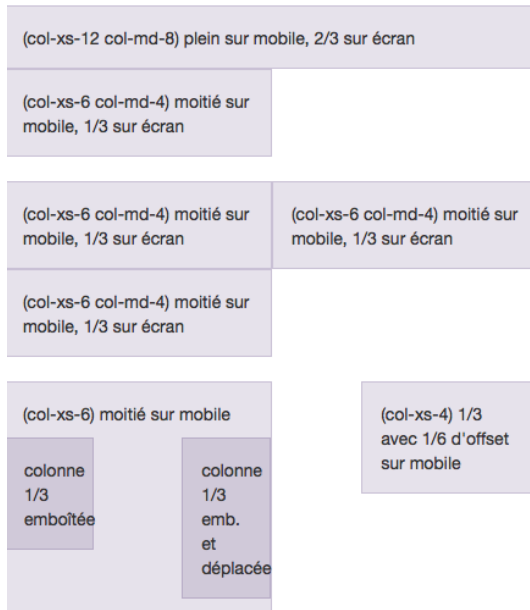 (col-xs-12 col-md-8) plein sur mobile, 2/3 sur écran
(col-xs-6 col-md-4) moitié sur
mobile, 1/3 sur écran
(col-xs-6 col-md-4) moitié sur
mobile, 1/3 sur écran
(col-xs-6 col-md-4) moitié sur
mobile, 1/3 sur écran
(col-xs-6 col-md-4) moitié sur
mobile, 1/3 sur écran
(col-xs-6) moitié sur mobile
colonne
1/3
emboîtée
colonne
1/3
emb.
et
déplacée
(col-xs-4) 1/3
avec 1/6 d'offset
sur mobile